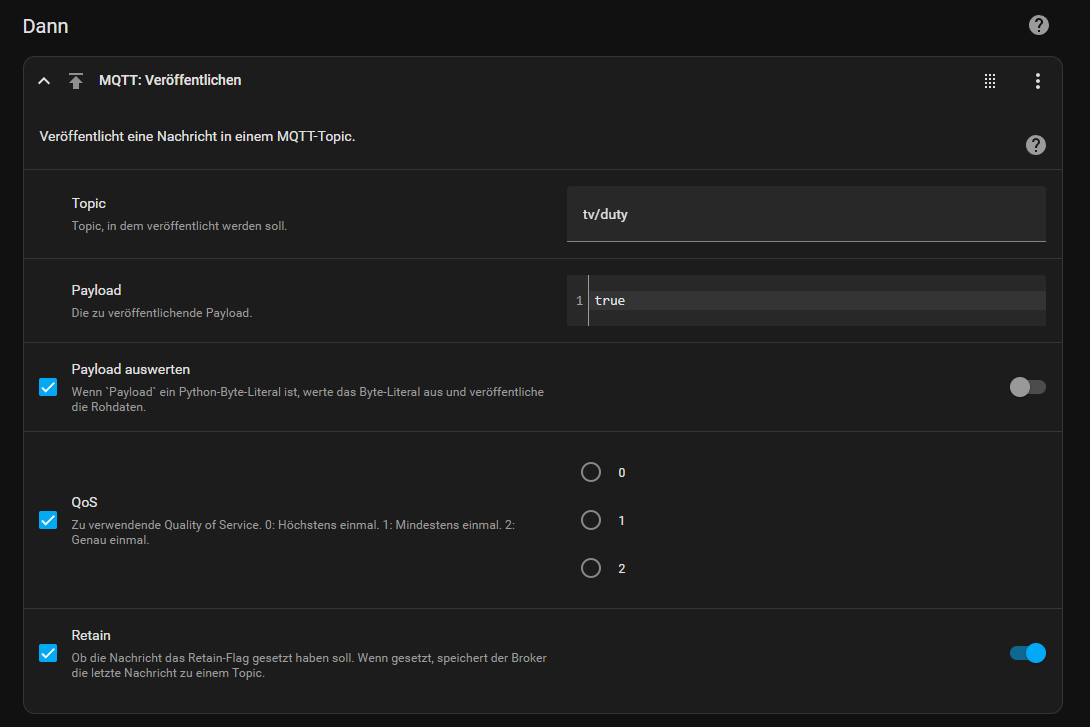 Dann
MQTT: Veröffentlichen
Veröffentlicht eine Nachricht in einem MQTT-Topic.
Topic
Topic, in dem veröffentlicht werden soll.
tv/duty
Payload
Die zu veröffentlichende Payload.
1 true
Payload auswerten
Wenn `Payload` ein Python-Byte-Literal ist, werte das Byte-Literal aus und veröffentliche
die Rohdaten.
QoS
Zu verwendende Quality of Service. 0: Höchstens einmal. 1: Mindestens einmal. 2:
Genau einmal.
0
1
2
Retain
Ob die Nachricht das Retain-Flag gesetzt haben soll. Wenn gesetzt, speichert der Broker
die letzte Nachricht zu einem Topic.